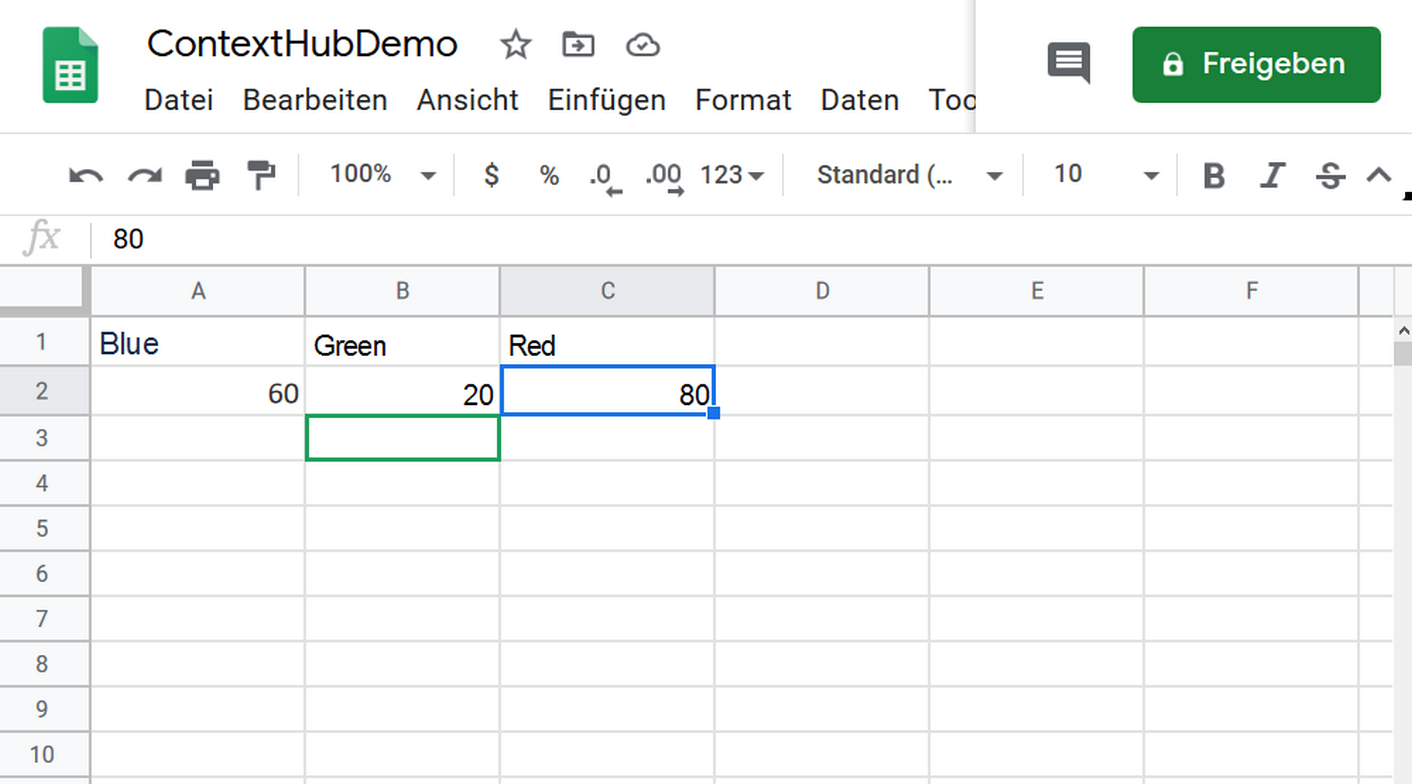 ContextHubDemo
Freigeben
Datei Bearbeiten Ansicht Einfügen Format Daten Too
100% $ % .0 .00 123 Standard (... 10 B I S
fx 80
A B C D E F
1 Blue Green Red
2 60 20 80
3
4
5
6
7
8
9
10